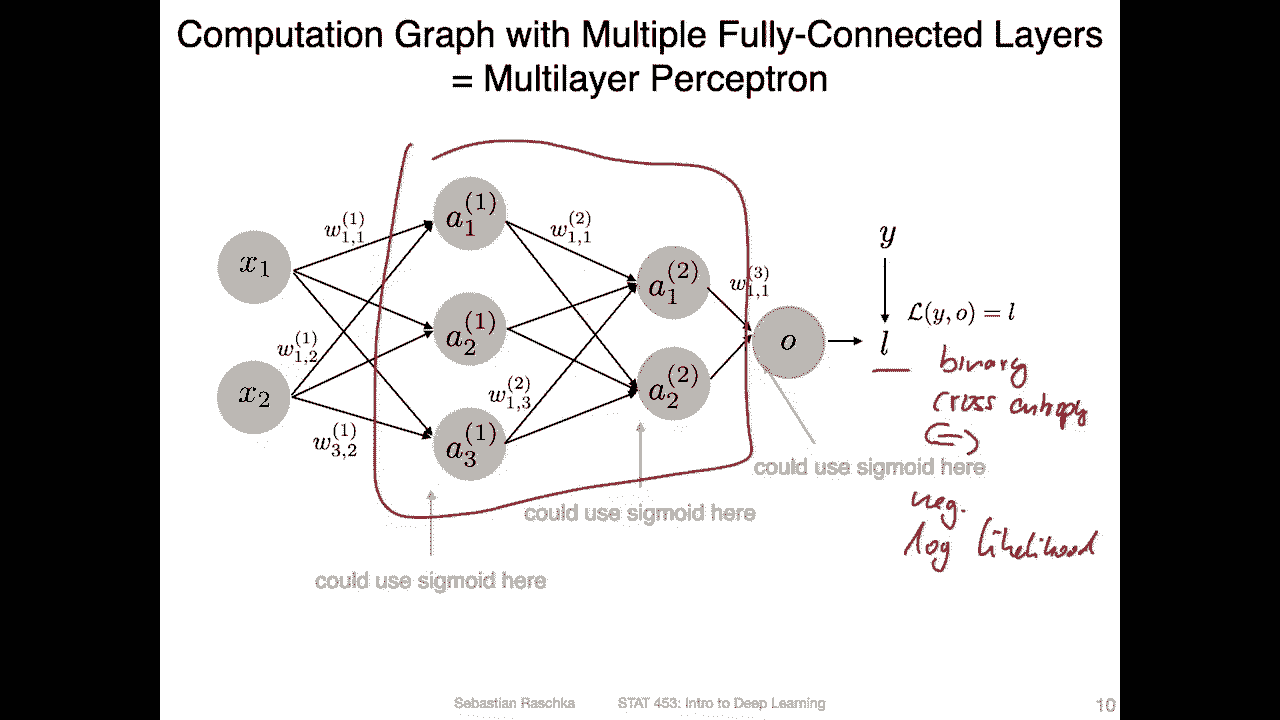 Computation Graph with Multiple Fully-Connected Layers
= Multilayer Perceptron
x_1
x_2
w_{1,1}^{(1)}
w_{1,2}^{(1)}
w_{3,2}^{(1)}
a_1^{(1)}
a_2^{(1)}
a_3^{(1)}
w_{1,1}^{(2)}
w_{1,3}^{(2)}
a_1^{(2)}
a_2^{(2)}
w_{1,1}^{(3)}
o
y
ℒ(y, o) = l
l
binary
cross entropy
⟺
neg.
log likelihood
could use sigmoid here
could use sigmoid here
could use sigmoid here
Sebastian Raschka STAT 453: Intro to Deep Learning 10